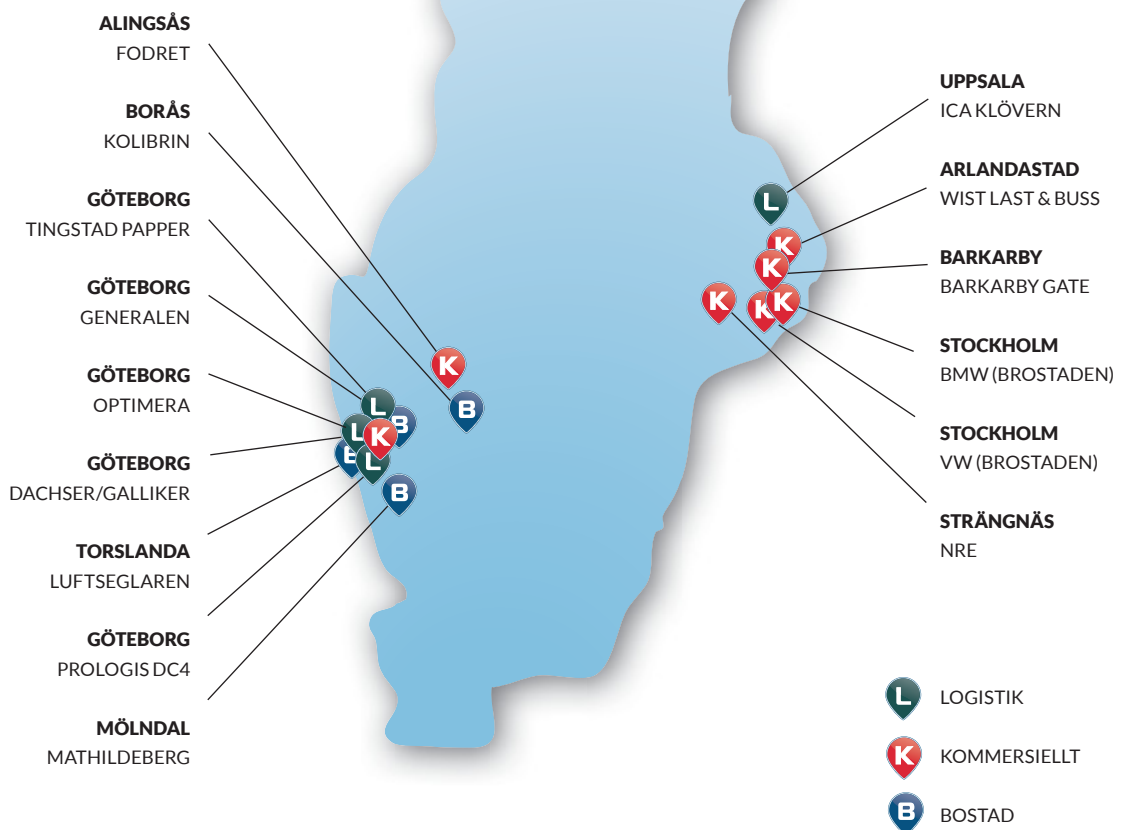 ALINGSÅS
FODRET
BORÅS
KOLIBRIN
GÖTEBORG
TINGSTAD PAPPER
GÖTEBORG
GENERALEN
GÖTEBORG
OPTIMERA
GÖTEBORG
DACHSER/GALLIKER
TORSLANDA
LUFTSEGLAREN
GÖTEBORG
PROLOGIS DC4
MÖLNDAL
MATHILDEBERG
K
B
L
B
L
K
B
L
B
L
K
K
K
K
K
UPPSALA
ICA KLÖVERN
ARLANDASTAD
WIST LAST & BUSS
BARKARBY
BARKARBY GATE
STOCKHOLM
BMW (BROSTADEN)
STOCKHOLM
VW (BROSTADEN)
STRÄNGNÄS
NRE
L LOGISTIK
K KOMMERSIELLT
B BOSTAD